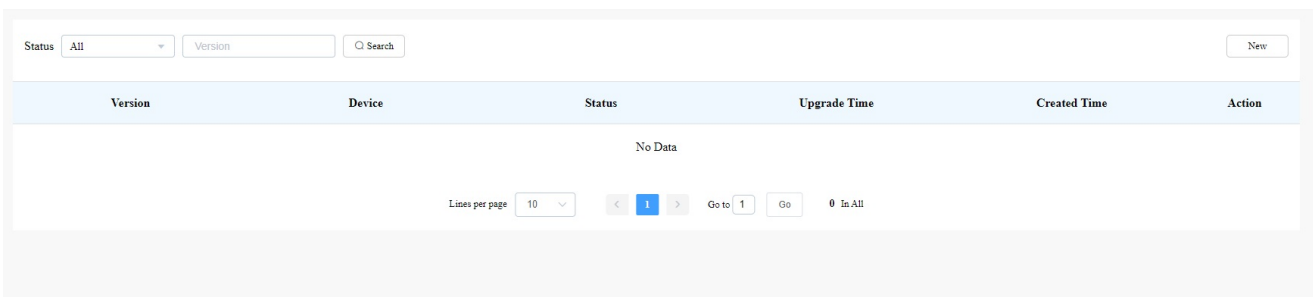 Status All Version Search New
Version Device Status Upgrade Time Created Time Action
No Data
Lines per page 10 < 1 > Go to 1 Go 0 In All